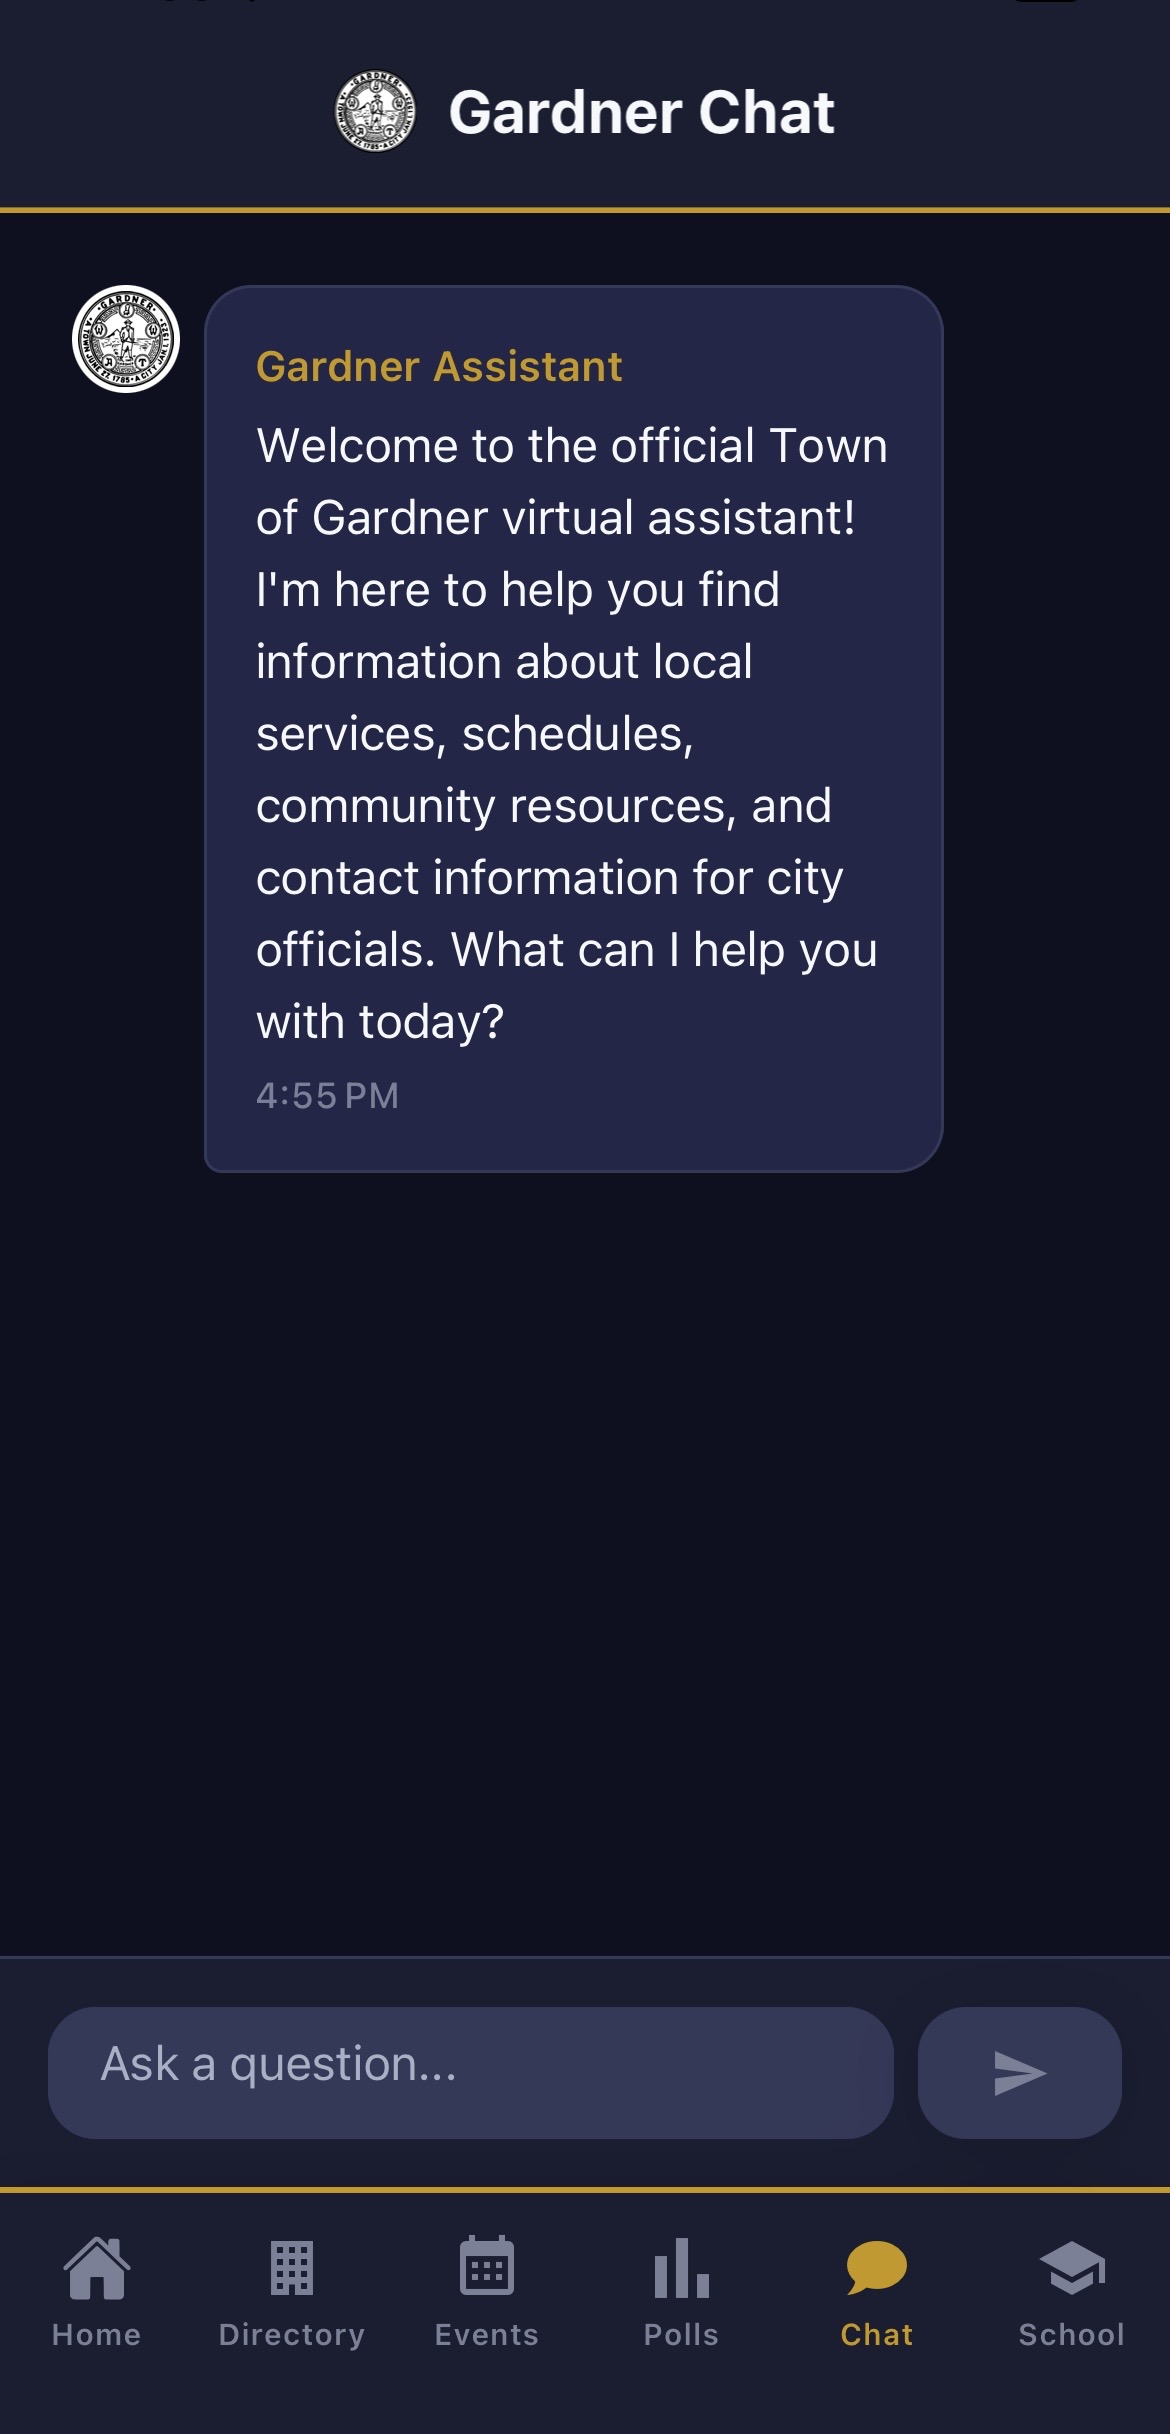 Gardner Chat
Gardner Assistant
Welcome to the official Town
of Gardner virtual assistant!
I'm here to help you find
information about local
services, schedules,
community resources, and
contact information for city
officials. What can I help you
with today?
4:55 PM
Ask a question...
Home
Directory
Events
Polls
Chat
School